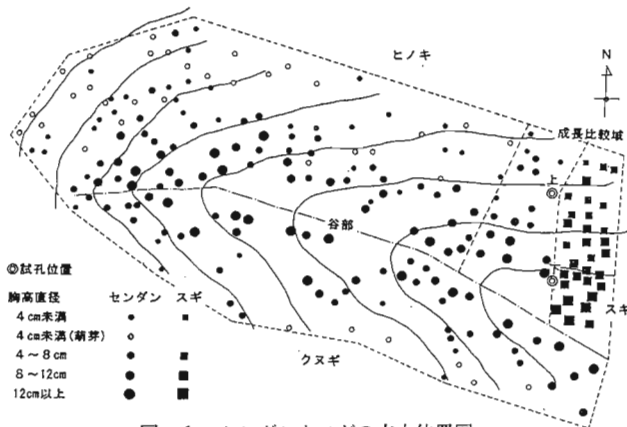 ヒノキ
N
成長比較域
上
谷部
下
スギ
クヌギ
◎試孔位置
胸高直径 センダン スギ
4cm未満
4cm未満(萌芽)
4~8cm
8~12cm
12cm以上